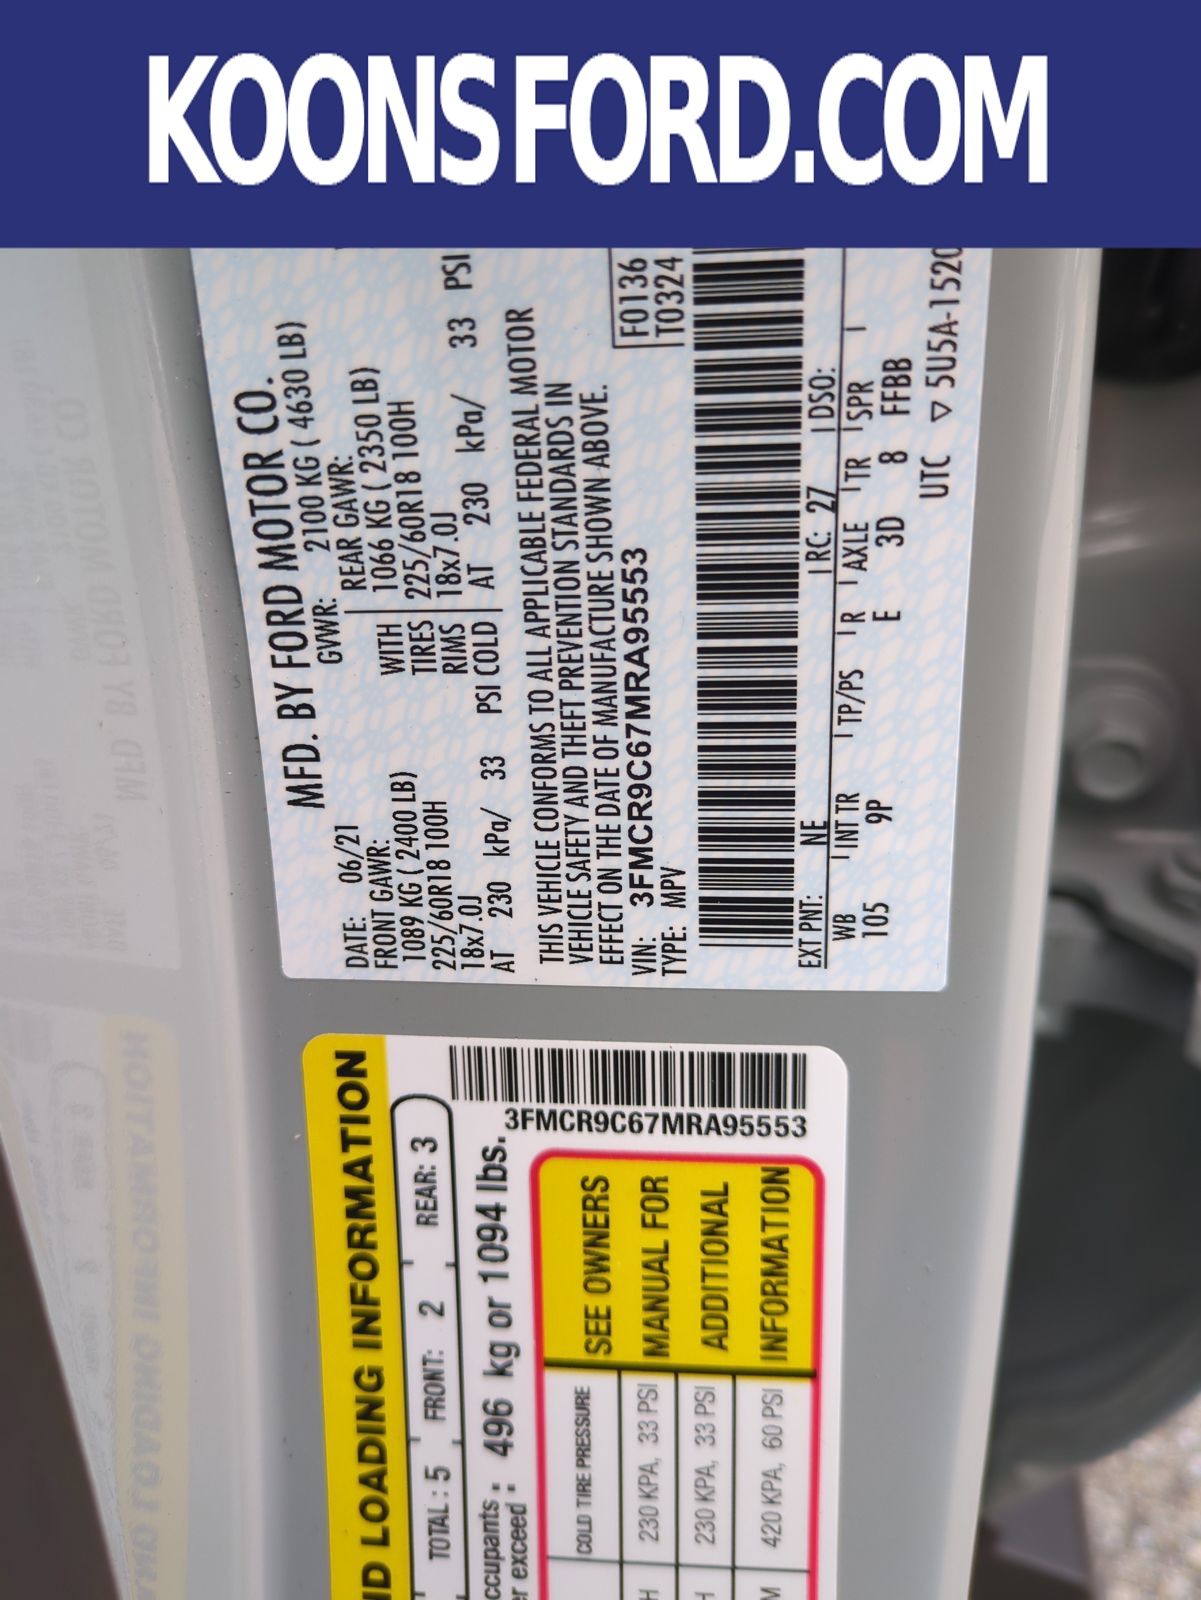 KOONSFORD.COM
MFD. BY FORD MOTOR CO.
DATE: 06/21 GVWR: 2100 KG ( 4630 LB)
FRONT GAWR: REAR GAWR:
1089 KG ( 2400 LB) WITH 1066 KG ( 2350 LB)
225/60R18 100H TIRES 225/60R18 100H
18x7.0J RIMS 18x7.0J
AT 230 kPa/ 33 PSI COLD AT 230 kPa/ 33 PSI
THIS VEHICLE CONFORMS TO ALL APPLICABLE FEDERAL MOTOR
VEHICLE SAFETY AND THEFT PREVENTION STANDARDS IN
EFFECT ON THE DATE OF MANUFACTURE SHOWN ABOVE.
VIN: 3FMCR9C67MRA95553
TYPE: MPV
F0136
T0324
EXT PNT: NE RC: 27 DSO:
WB INT TR TP/PS R AXLE TR SPR
105 9P E 3D 8 FFBB
UTC ▽ 5U5A-1520
ND LOADING INFORMATION
TOTAL : 5 FRONT: 2 REAR: 3
ccupants :
r exceed : 496 kg or 1094 lbs.
3FMCR9C67MRA95553
COLD TIRE PRESSURE
H 230 KPA, 33 PSI
H 230 KPA, 33 PSI
M 420 KPA, 60 PSI
SEE OWNERS
MANUAL FOR
ADDITIONAL
INFORMATION